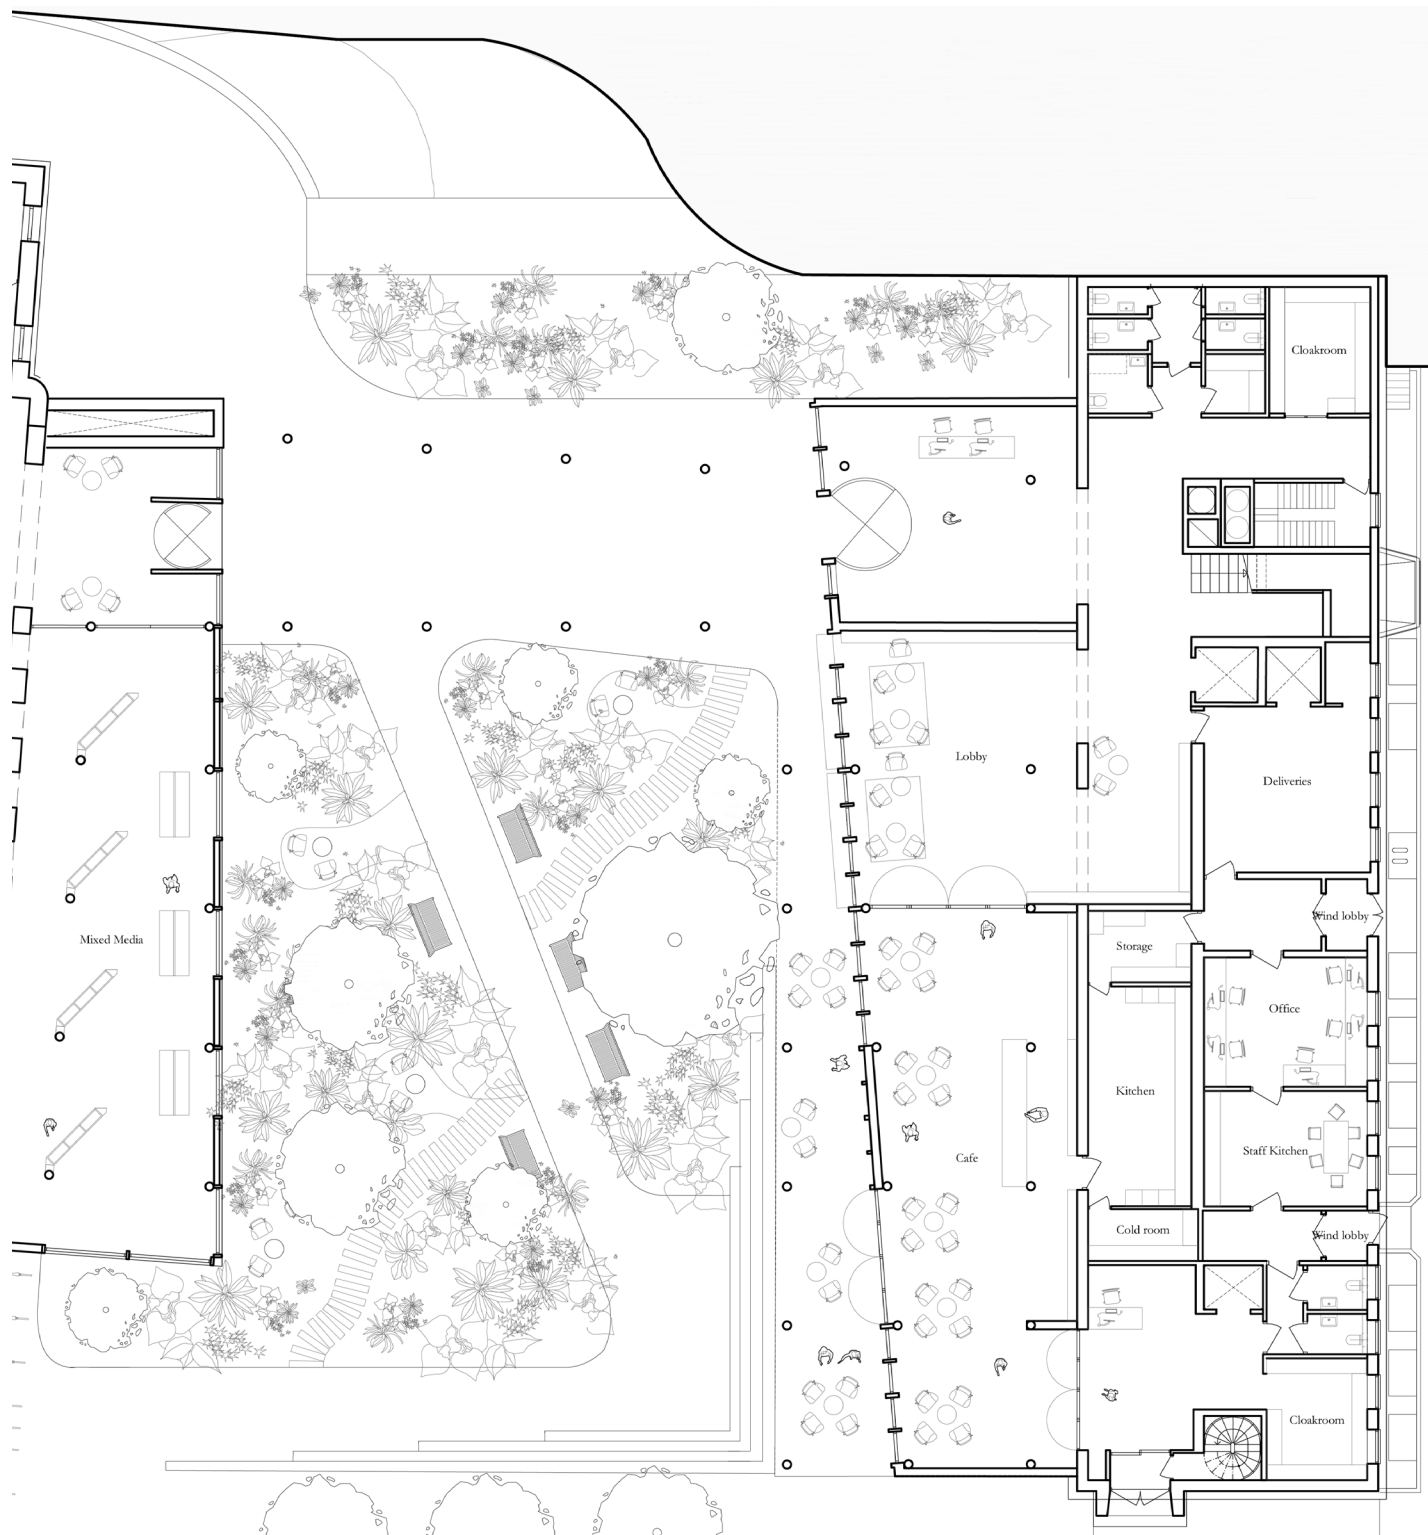 Cloakroom
Lobby
Deliveries
Wind lobby
Mixed Media
Storage
Office
Kitchen
Cafe
Staff Kitchen
Cold room
Wind lobby
Cloakroom